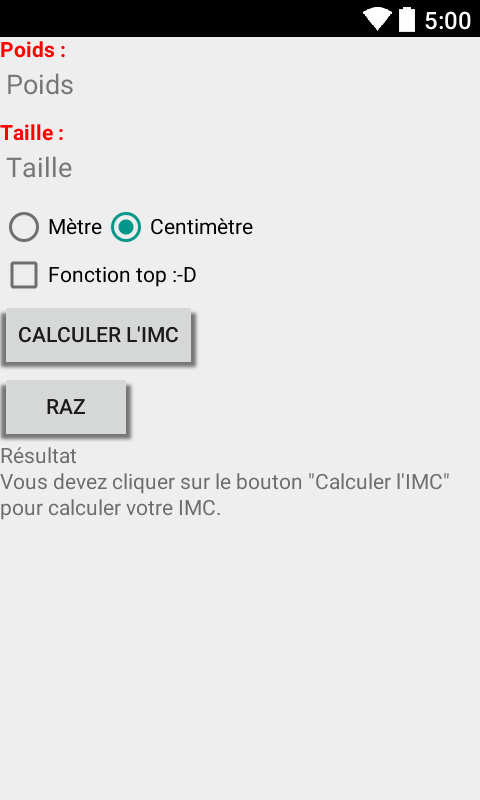 5:00
Poids :
Poids
Taille :
Taille
Mètre Centimètre
Fonction top :-D
CALCULER L'IMC
RAZ
Résultat
Vous devez cliquer sur le bouton "Calculer l'IMC"
pour calculer votre IMC.